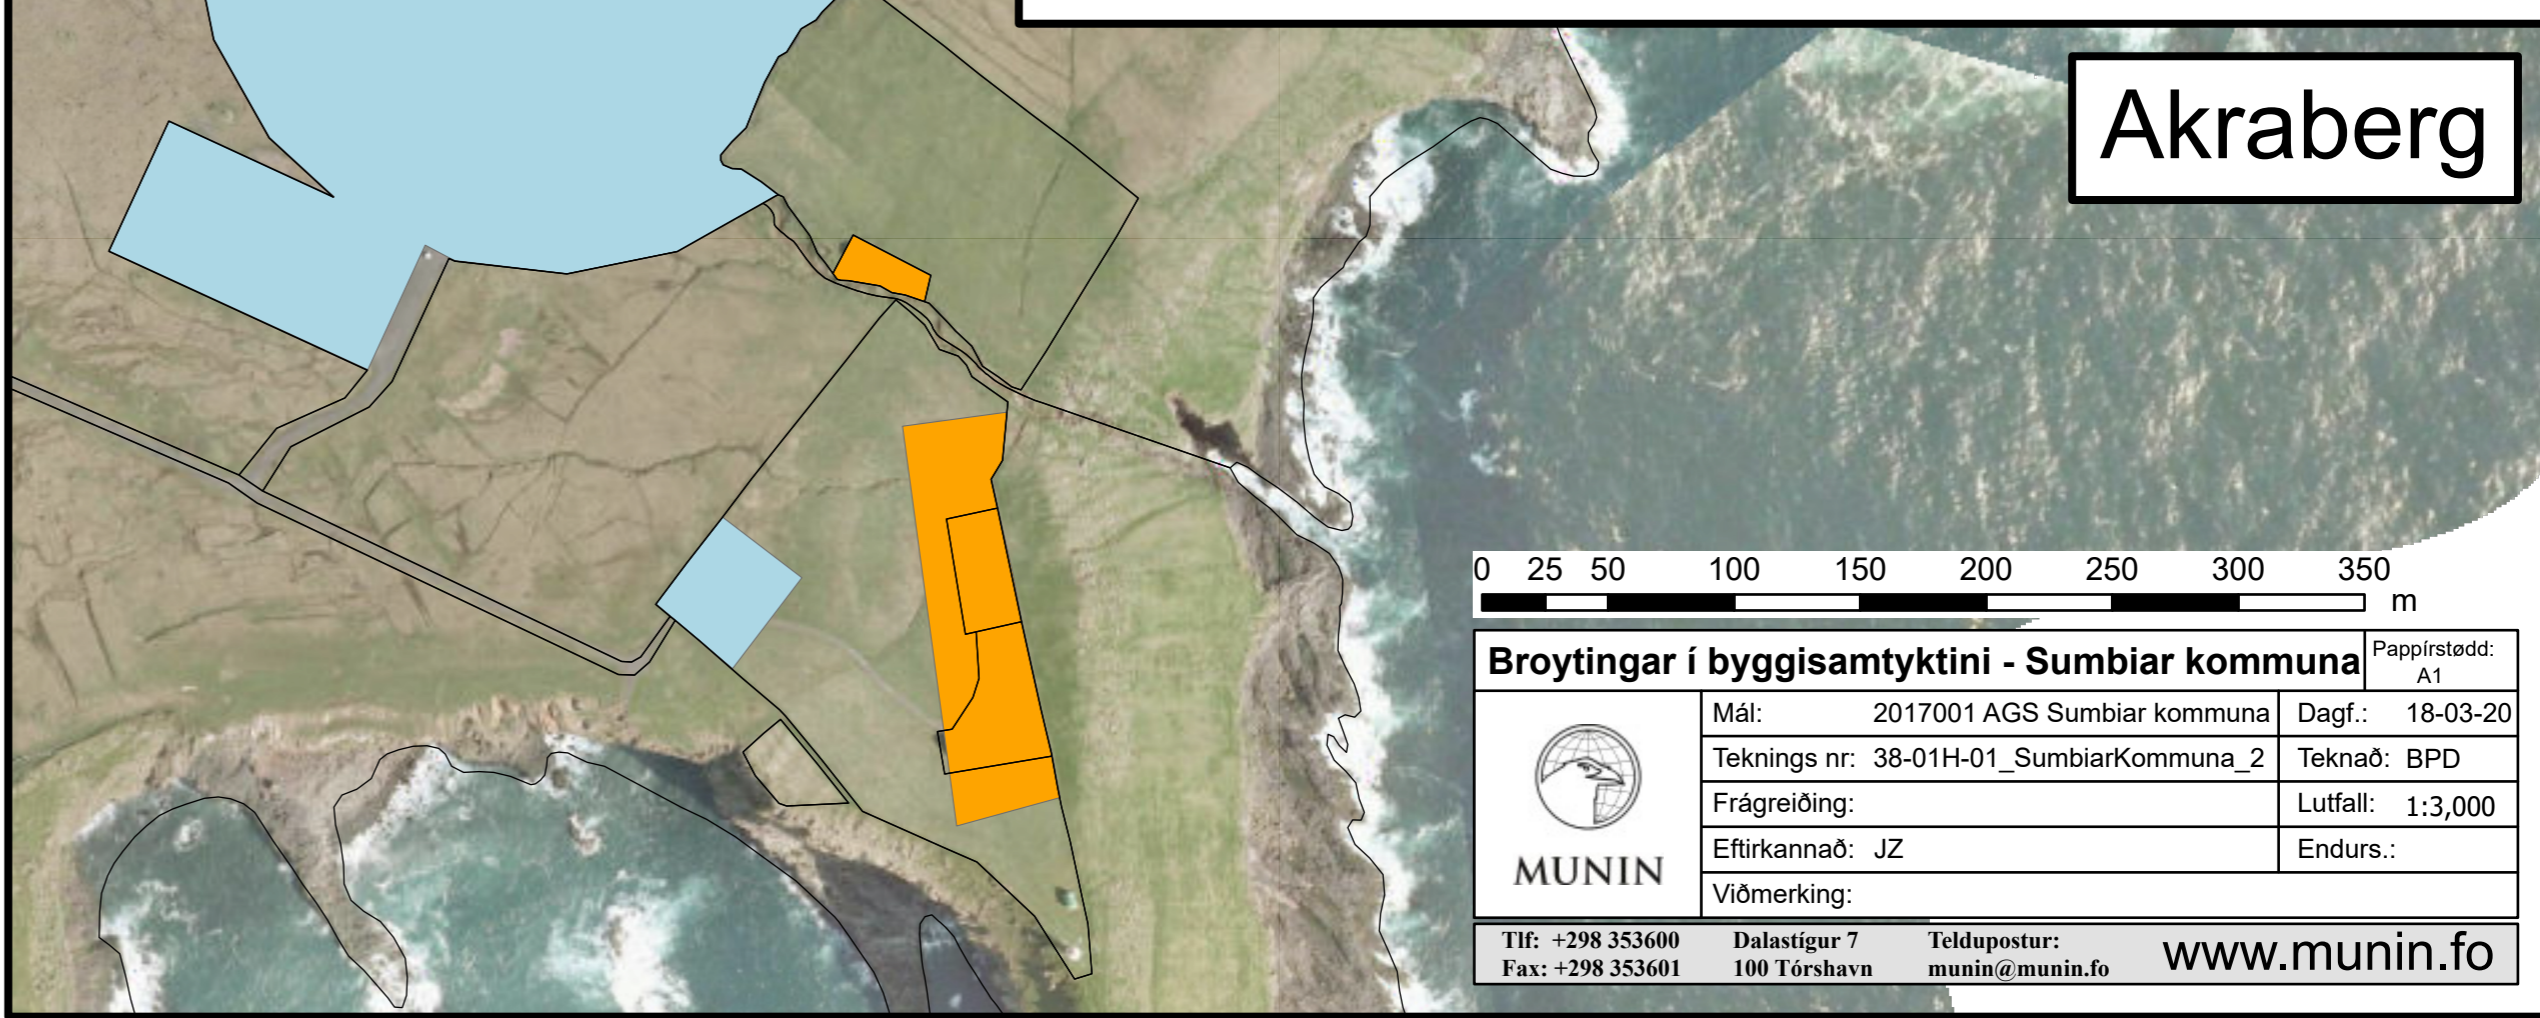 Akraberg
0 25 50 100 150 200 250 300 350
m
Broytingar í byggisamtyktini - Sumbiar kommuna
Pappírstødd:
A1
Mál: 2017001 AGS Sumbiar kommuna Dagf.: 18-03-20
Teknings nr: 38-01H-01_SumbiarKommuna_2 Teknað: BPD
Frágreiðing: Lutfall: 1:3,000
Eftirkannað: JZ Endurs.:
Viðmerking:
MUNIN
Tlf: +298 353600 Dalastígur 7 Teldupostur: www.munin.fo
Fax: +298 353601 100 Tórshavn munin@munin.fo